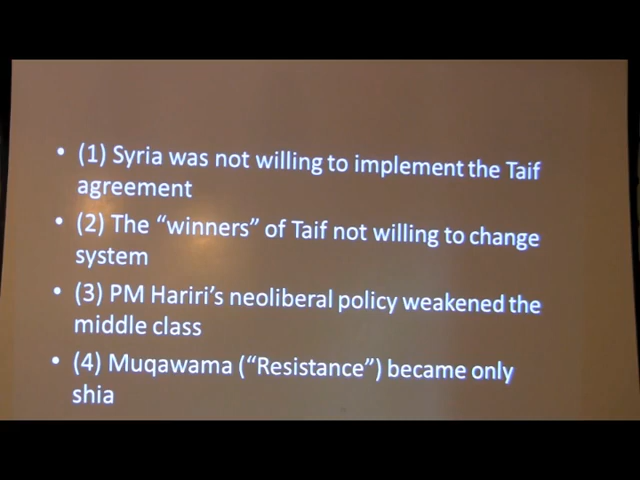 • (1) Syria was not willing to implement the Taif
agreement
• (2) The “winners” of Taif not willing to change
system
• (3) PM Hariri’s neoliberal policy weakened the
middle class
• (4) Muqawama (“Resistance”) became only
shia